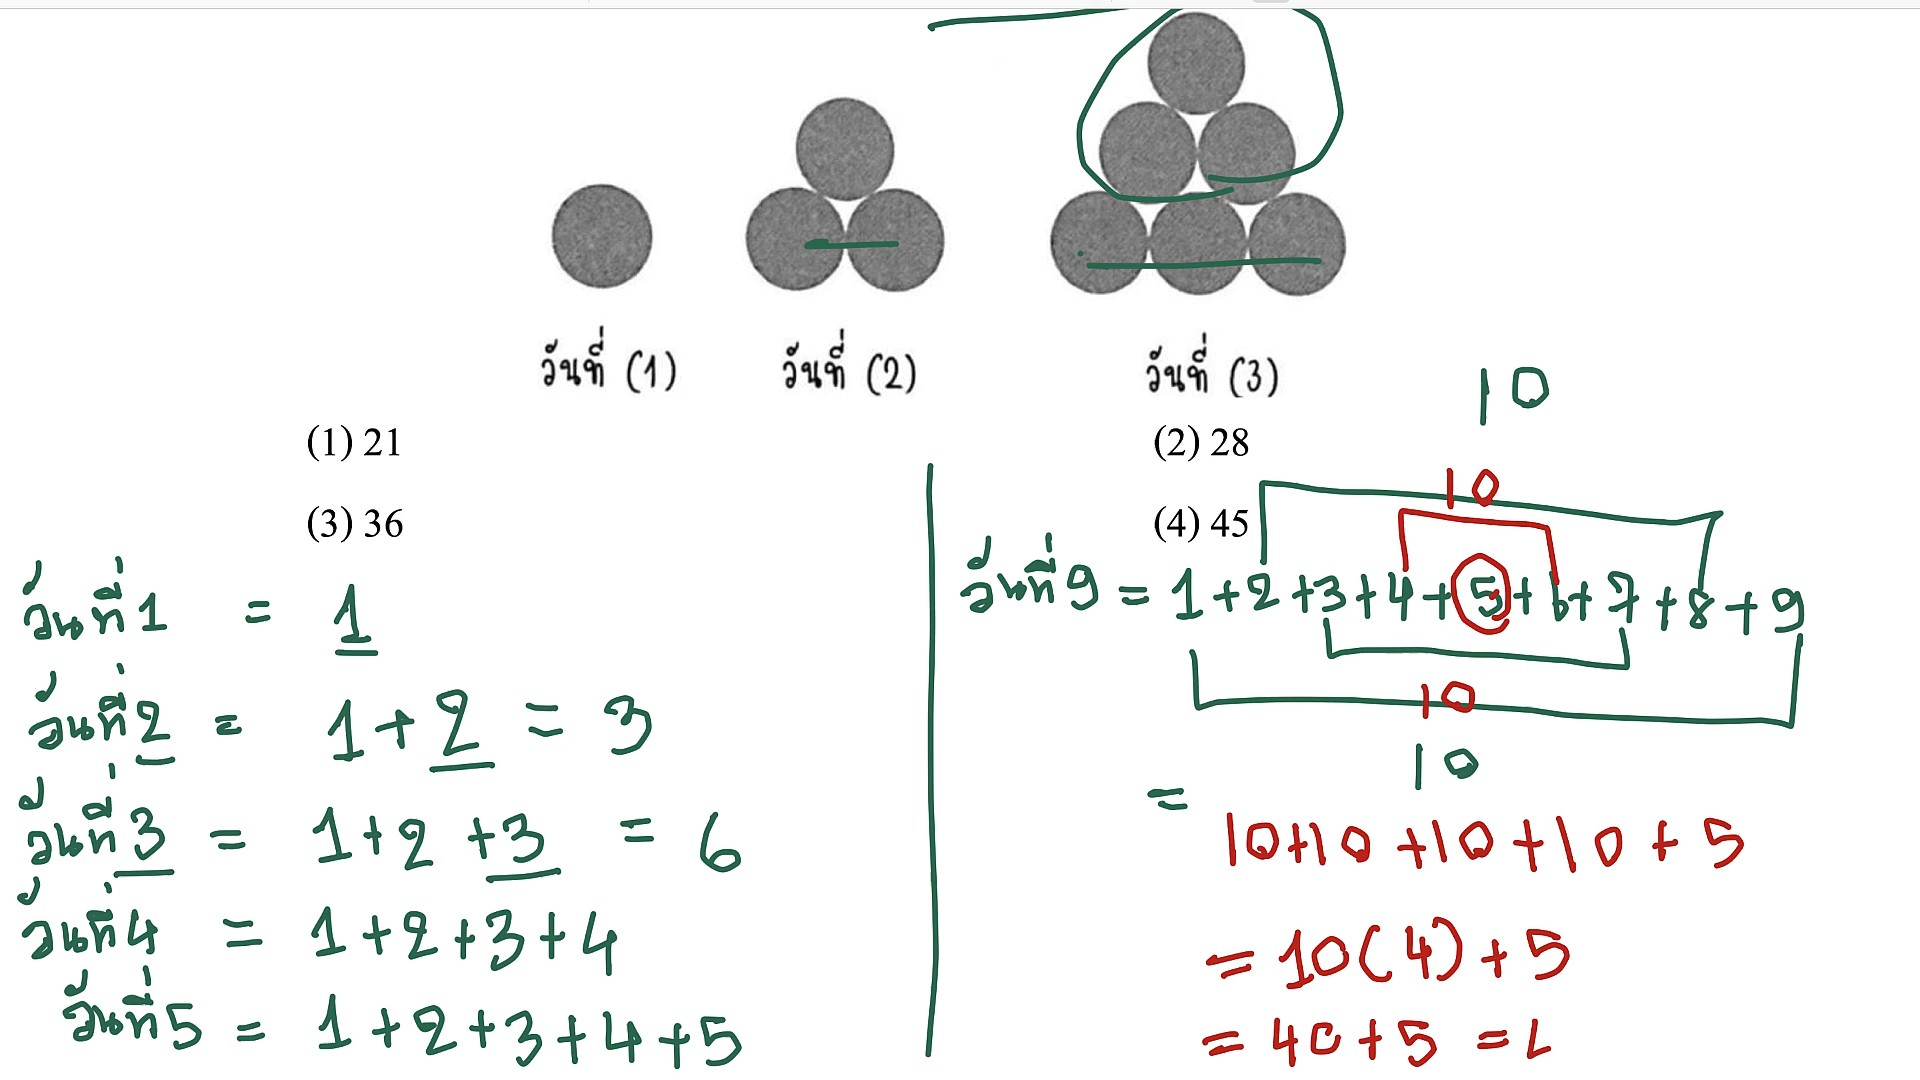 วันที่ (1) วันที่ (2) วันที่ (3)
10
(1) 21 (2) 28
10
(3) 36 (4) 45
วันที่ 1 = 1
วันที่ 2 = 1+2 = 3
วันที่ 3 = 1+2+3 = 6
วันที่ 4 = 1+2+3+4
วันที่ 5 = 1+2+3+4+5
วันที่ 9 = 1+2+3+4+5+6+7+8+9
10
10
= 10+10+10+10+5
= 10(4)+5
= 40+5 =